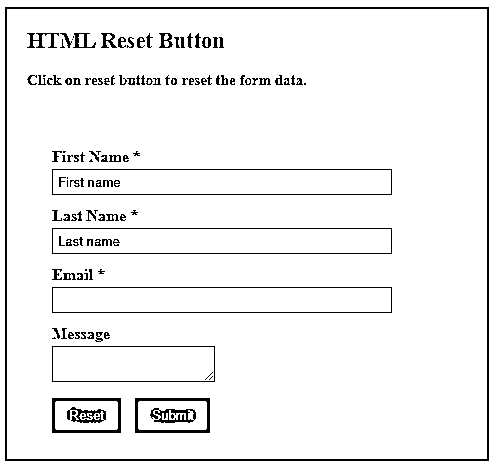 HTML Reset Button
Click on reset button to reset the form data.
First Name *
First name
Last Name *
Last name
Email *
Message
Reset Submit